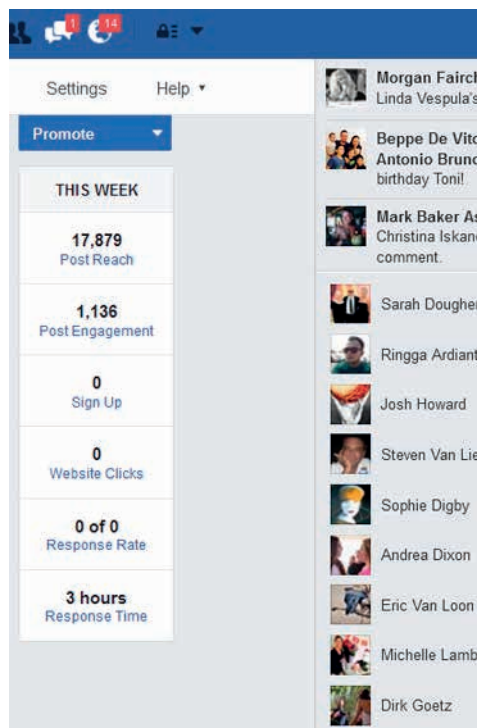 1
14
Settings Help
Promote
THIS WEEK
17,879
Post Reach
1,136
Post Engagement
0
Sign Up
0
Website Clicks
0 of 0
Response Rate
3 hours
Response Time
Morgan Fairch
Linda Vespula's
Beppe De Vito
Antonio Bruno
birthday Toni!
Mark Baker As
Christina Iskan
comment.
Sarah Dougher
Ringga Ardiant
Josh Howard
Steven Van Lie
Sophie Digby
Andrea Dixon
Eric Van Loon
Michelle Lamb
Dirk Goetz